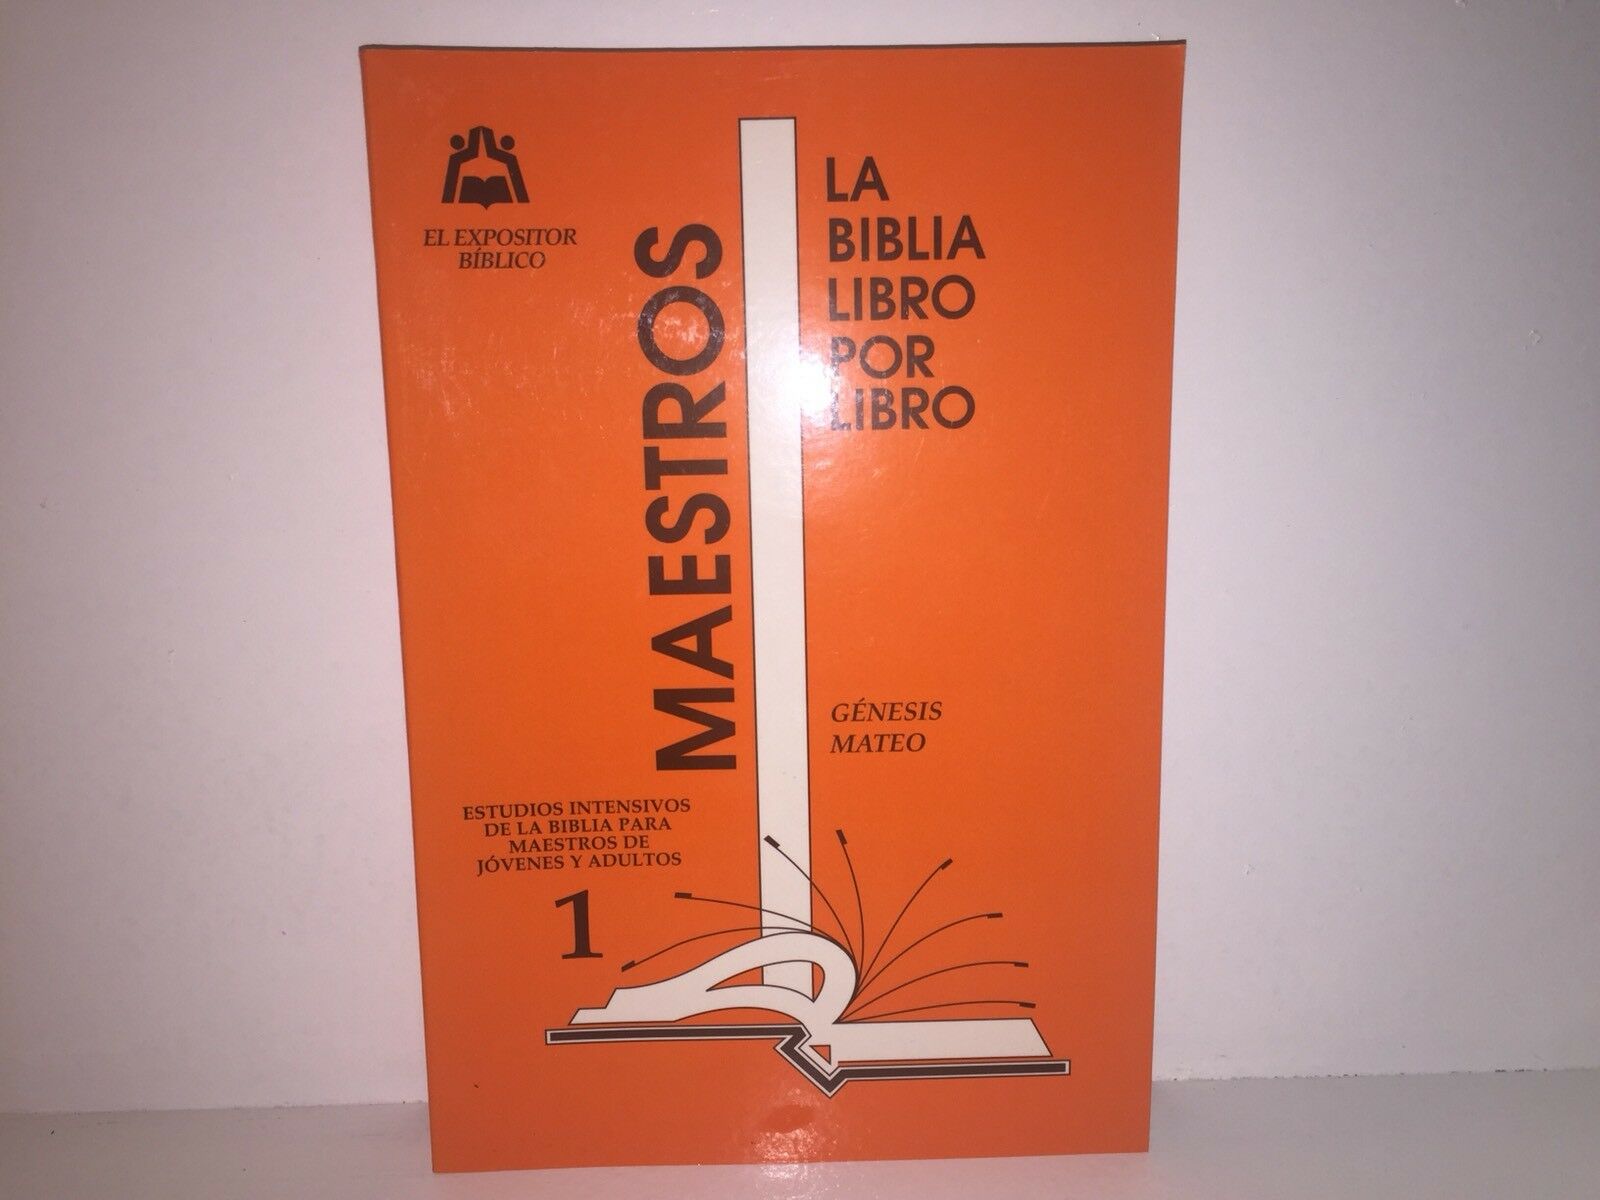 EL EXPOSITOR
BÍBLICO
MAESTROS
LA
BIBLIA
LIBRO
POR
LIBRO
GÉNESIS
MATEO
ESTUDIOS INTENSIVOS
DE LA BIBLIA PARA
MAESTROS DE
JÓVENES Y ADULTOS
1